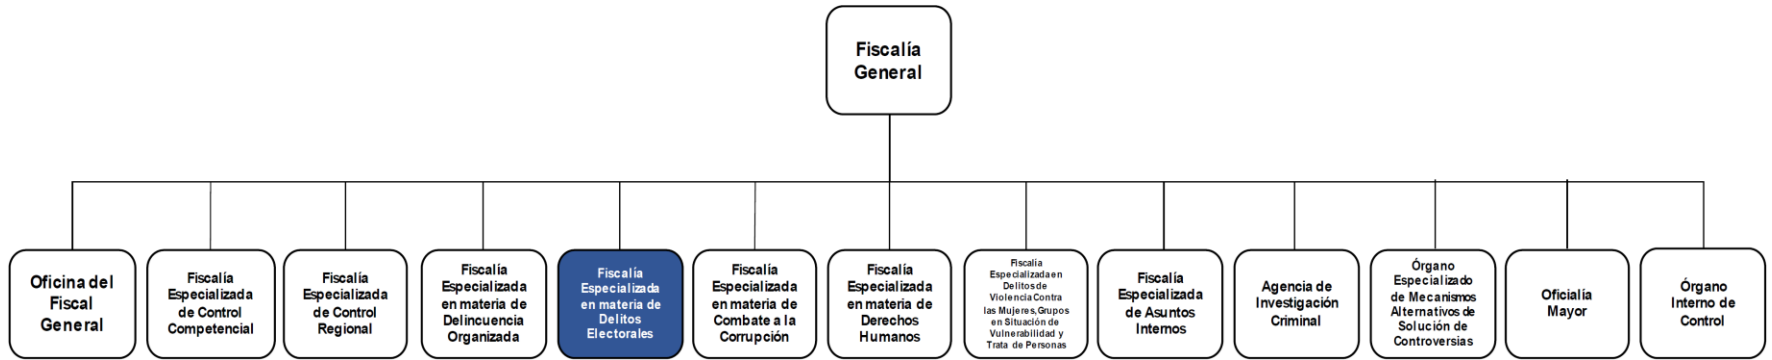 Fiscalía
General
Oficina del
Fiscal
General
Fiscalía
Especializada
de Control
Competencial
Fiscalía
Especializada
de Control
Regional
Fiscalía
Especializada
en materia de
Delincuencia
Organizada
Fiscalía
Especializada
en materia de
Delitos
Electorales
Fiscalía
Especializada
en materia de
Combate a la
Corrupción
Fiscalía
Especializada
en materia de
Derechos
Humanos
Fiscalía
Especializada en
Delitos de
Violencia Contra
las Mujeres, Grupos
en Situación de
Vulnerabilidad y
Trata de Personas
Fiscalía
Especializada
de Asuntos
Internos
Agencia de
Investigación
Criminal
Órgano
Especializado
de Mecanismos
Alternativos de
Solución de
Controversias
Oficialía
Mayor
Órgano
Interno de
Control